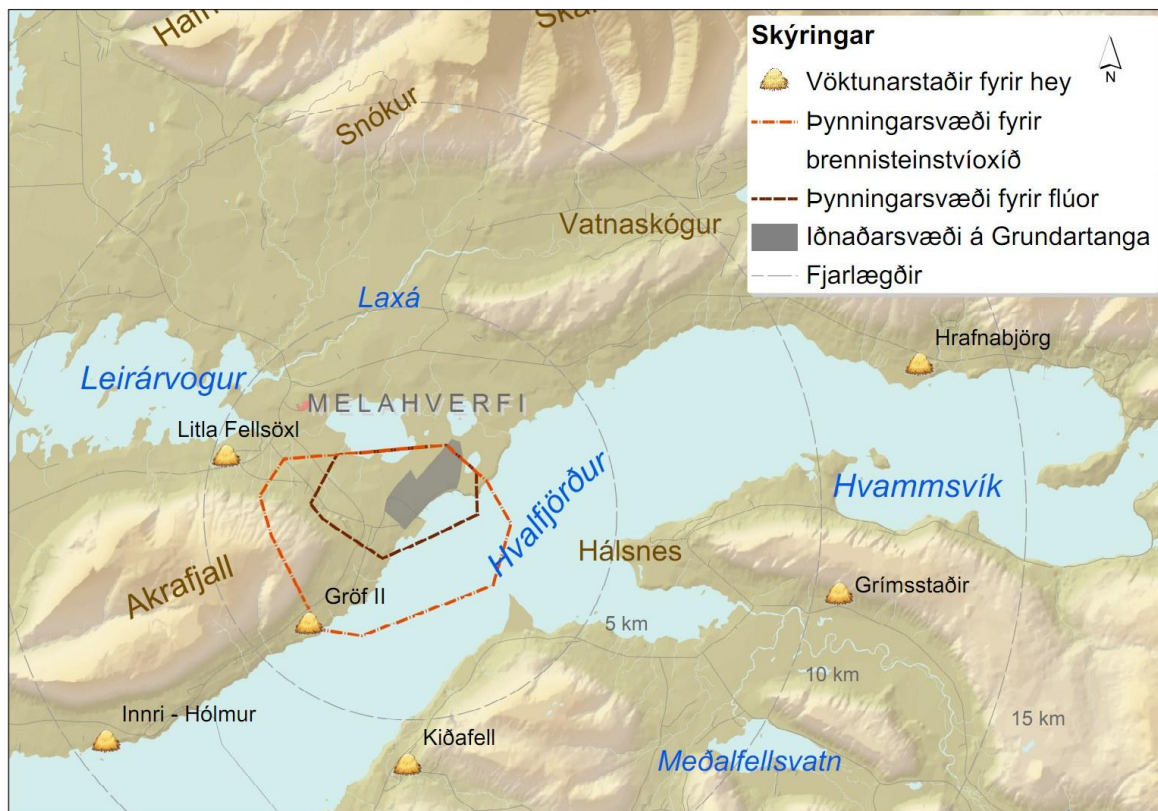 Hafn
Skar
Snókur
Skýringar
N
Vöktunarstaðir fyrir hey
Þynningarsvæði fyrir
brennisteinstvíoxíð
Þynningarsvæði fyrir flúor
Iðnaðarsvæði á Grundartanga
Fjarlægðir
Vatnaskógur
Laxá
Hrafnabjörg
Leirárvogur
MELAHVERFI
Litla Fellsöxl
Hvammsvík
Hvalfjörður
Hálsnes
Akrafjall
Gröf II
Grímsstaðir
5 km
10 km
15 km
Innri - Hólmur
Kiðafell
Meðalfellsvatn